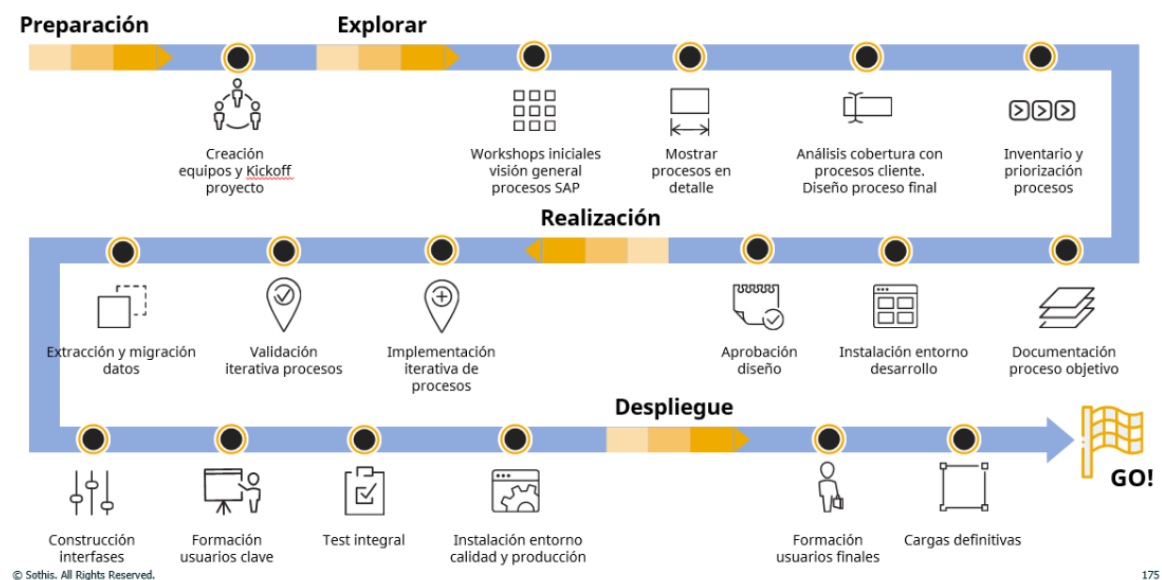 Preparación
Explorar
Creación
equipos y Kickoff
proyecto
Workshops iniciales
visión general
procesos SAP
Mostrar
procesos en
detalle
Análisis cobertura con
procesos cliente.
Diseño proceso final
Inventario y
priorización
procesos
Realización
Extracción y migración
datos
Validación
iterativa procesos
Implementación
iterativa de
procesos
Aprobación
diseño
Instalación entorno
desarrollo
Documentación
proceso objetivo
Despliegue
GO!
Construcción
interfases
Formación
usuarios clave
Test integral
Instalación entorno
calidad y producción
Formación
usuarios finales
Cargas definitivas
© Sothis. All Rights Reserved.
175